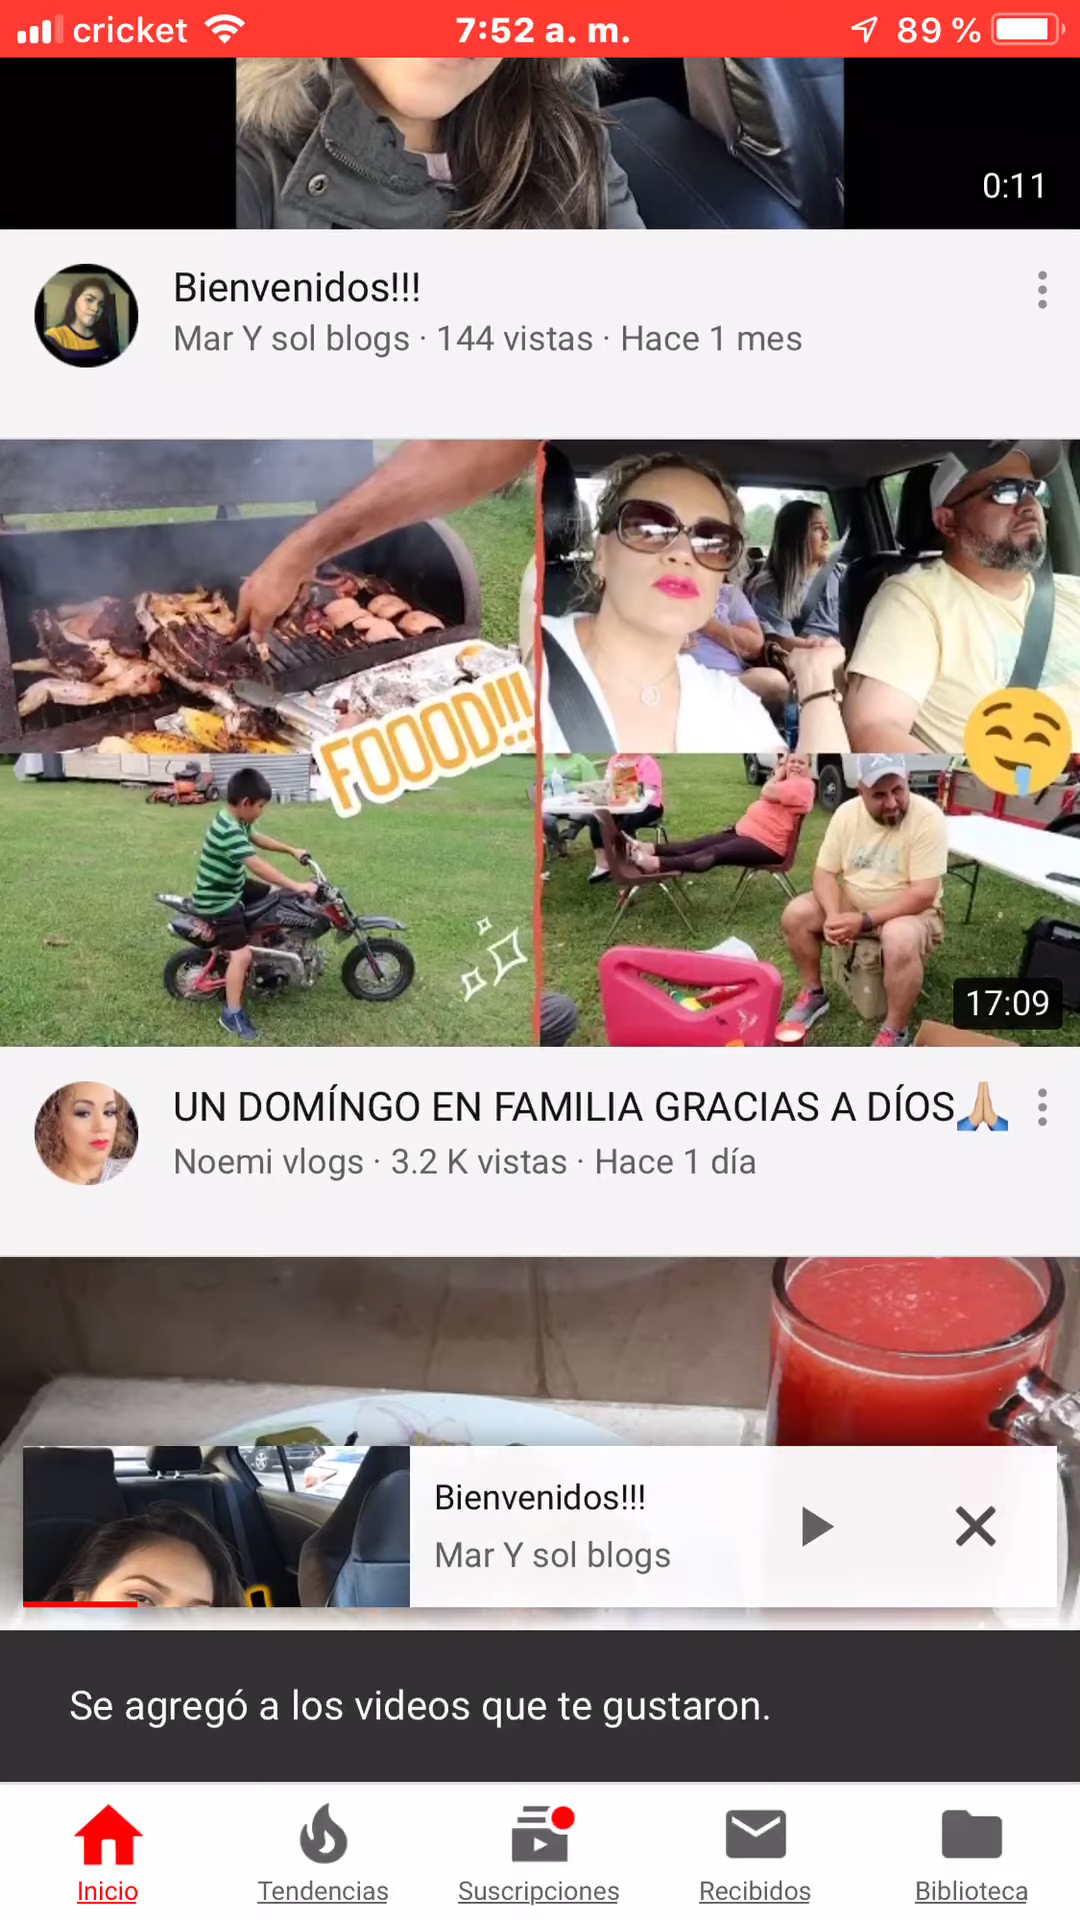 cricket 7:52 a. m. 89 %
0:11
Bienvenidos!!!
Mar Y sol blogs · 144 vistas · Hace 1 mes
FOOOD!!!
17:09
UN DOMÍNGO EN FAMILIA GRACIAS A DÍOS🙏🏼
Noemi vlogs · 3.2 K vistas · Hace 1 día
Bienvenidos!!!
Mar Y sol blogs
Se agregó a los videos que te gustaron.
Inicio Tendencias Suscripciones Recibidos Biblioteca